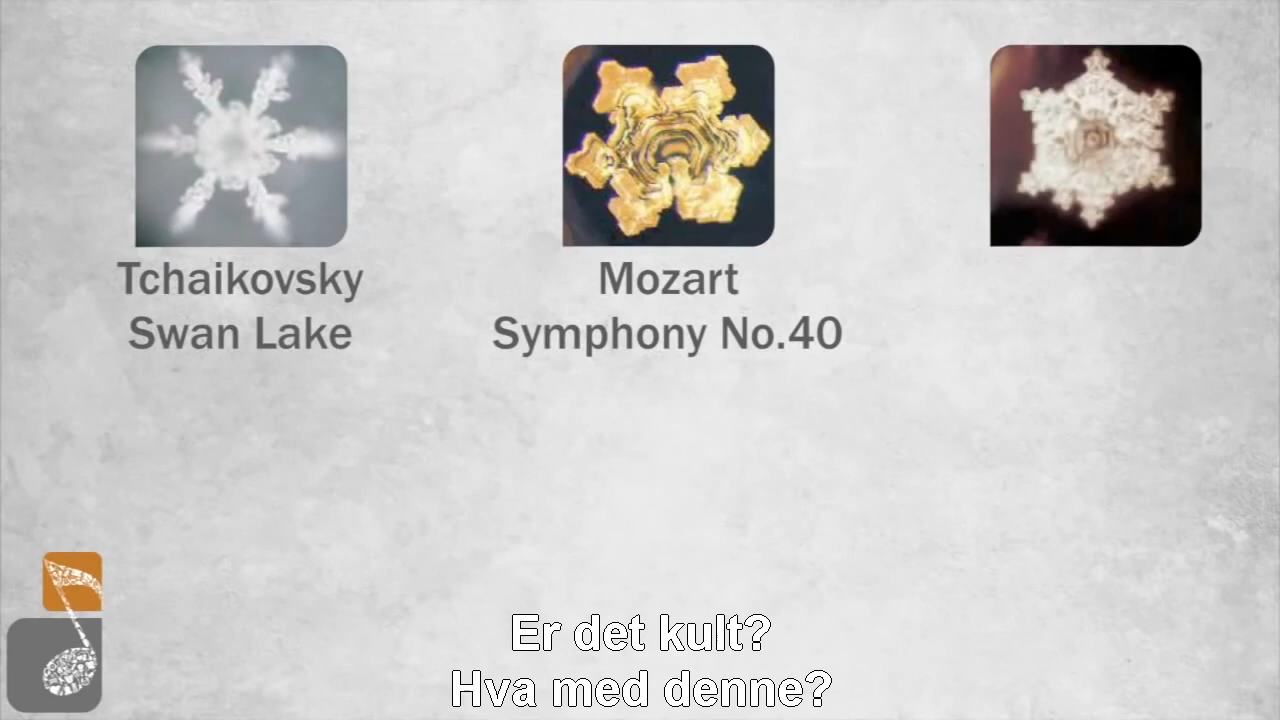 Tchaikovsky
Swan Lake
Mozart
Symphony No.40
Er det kult?
Hva med denne?